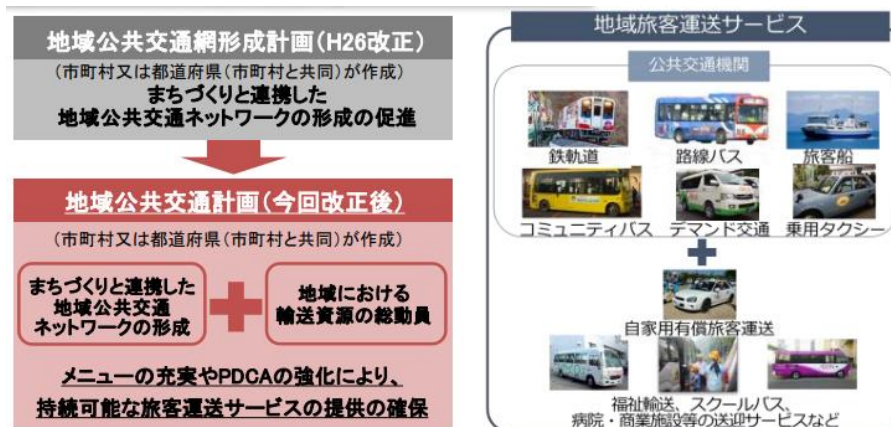 地域公共交通網形成計画(H26改正)
(市町村又は都道府県(市町村と共同)が作成)
まちづくりと連携した
地域公共交通ネットワークの形成の促進
地域公共交通計画(今回改正後)
(市町村又は都道府県(市町村と共同)が作成)
まちづくりと連携した
地域公共交通
ネットワークの形成
地域における
輸送資源の総動員
メニューの充実やPDCAの強化により、
持続可能な旅客運送サービスの提供の確保
地域旅客運送サービス
公共交通機関
鉄軌道 路線バス 旅客船
コミュニティバス デマンド交通 乗用タクシー
自家用有償旅客運送
福祉輸送、スクールバス、
病院・商業施設等の送迎サービスなど